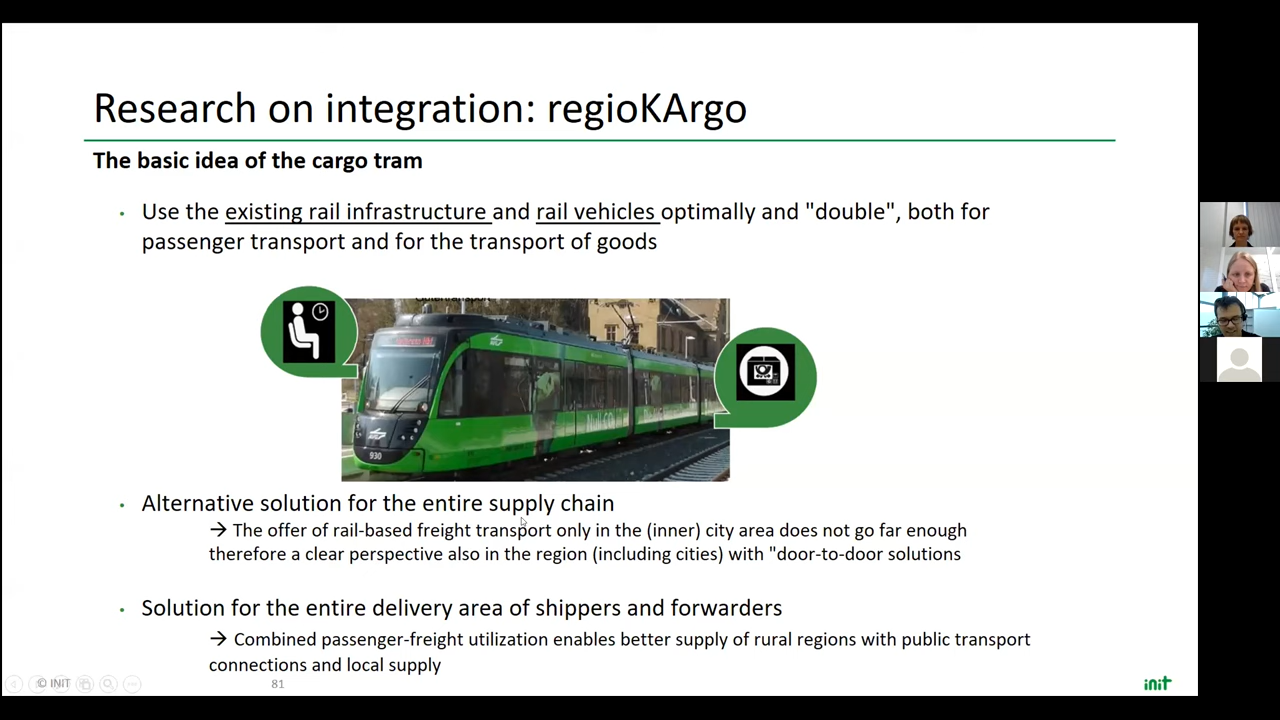 Research on integration: regioKArgo
The basic idea of the cargo tram
• Use the existing rail infrastructure and rail vehicles optimally and "double", both for
passenger transport and for the transport of goods
Gütertransport
930
• Alternative solution for the entire supply chain
→ The offer of rail-based freight transport only in the (inner) city area does not go far enough
therefore a clear perspective also in the region (including cities) with "door-to-door solutions
• Solution for the entire delivery area of shippers and forwarders
→ Combined passenger-freight utilization enables better supply of rural regions with public transport
connections and local supply
© INIT
81
init